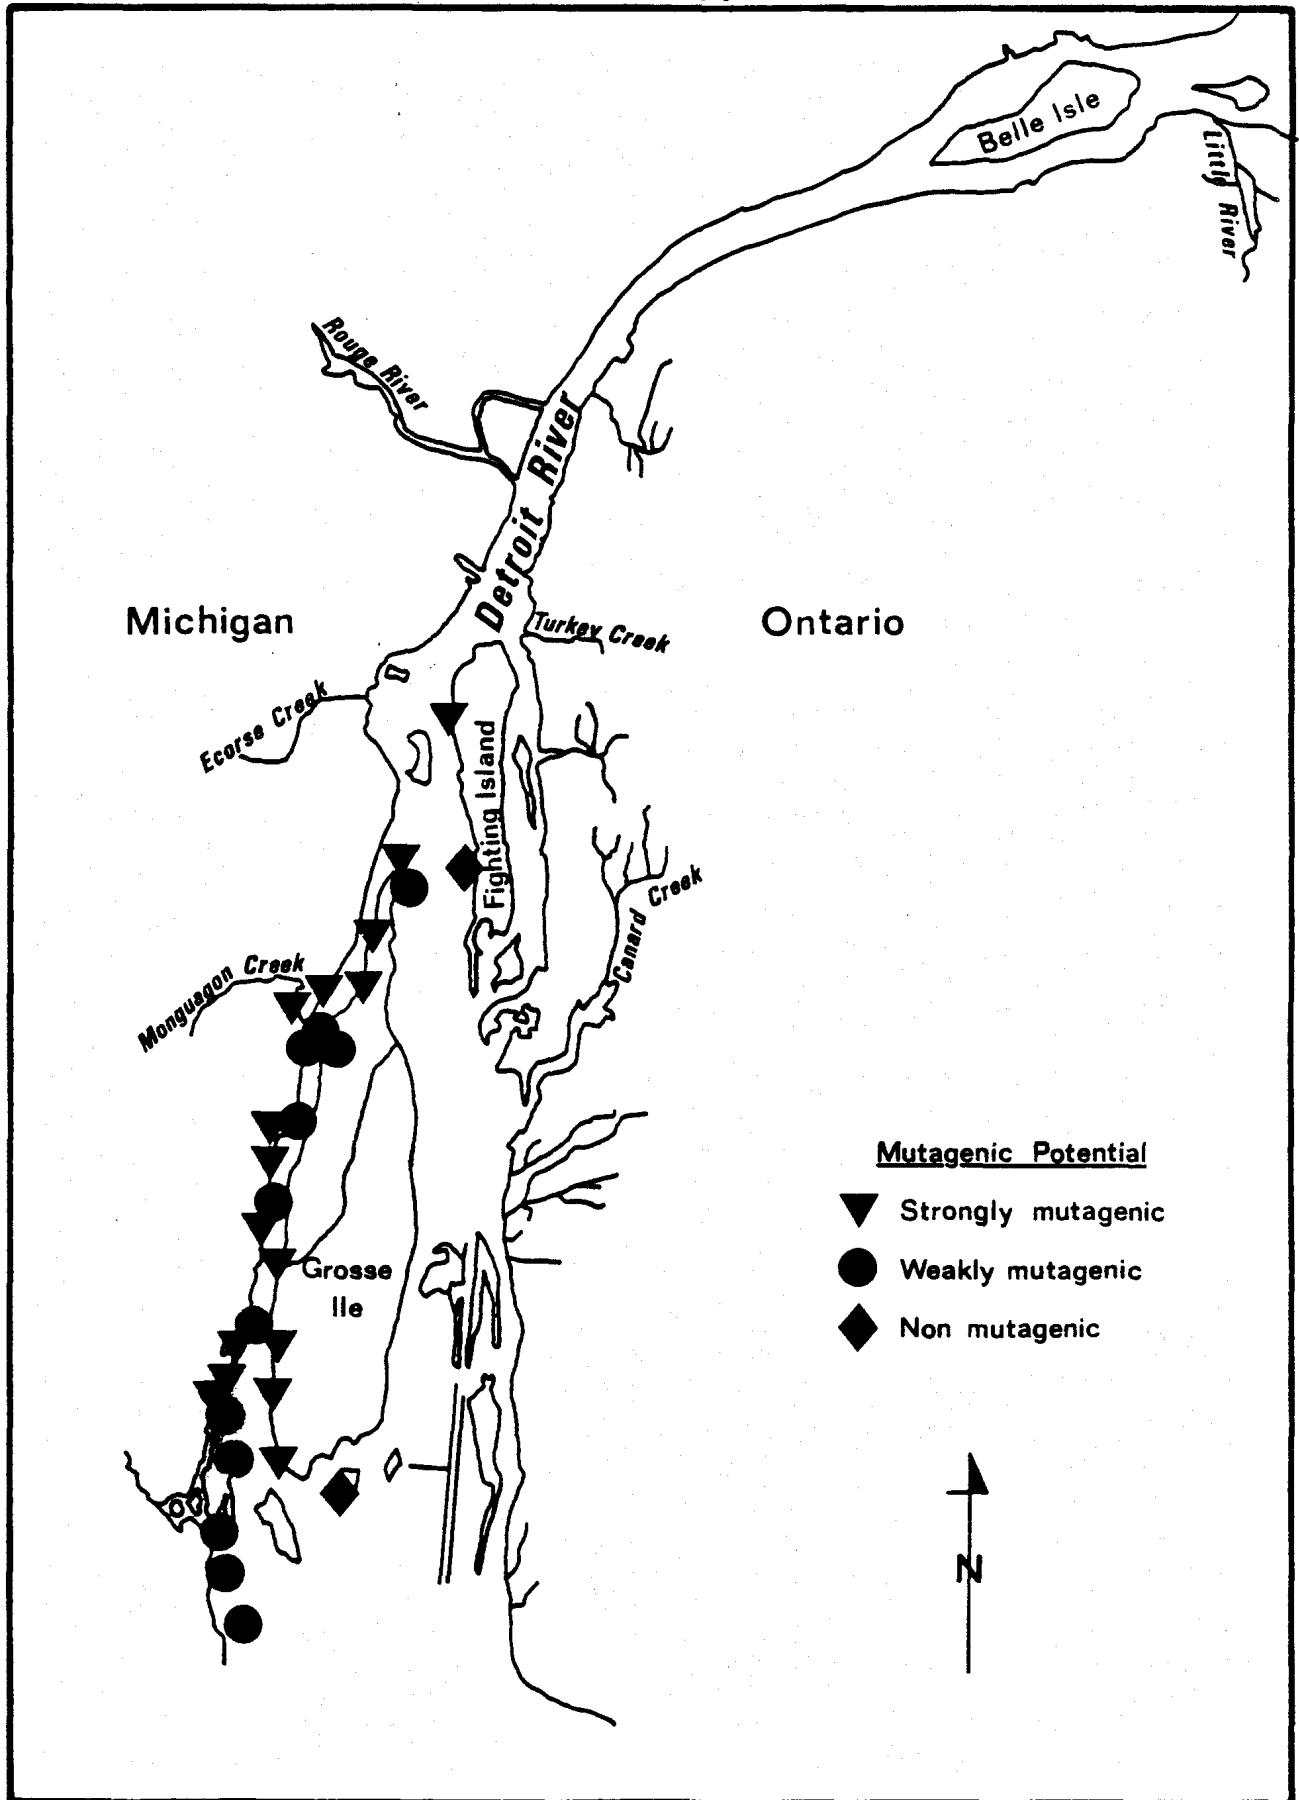 Belle Isle
Little River
Rouge River
Detroit River
Michigan
Ontario
Turkey Creek
Ecorse Creek
Fighting Island
Canard Creek
Monguagon Creek
Mutagenic Potential
Strongly mutagenic
Weakly mutagenic
Non mutagenic
Grosse
Ile
N